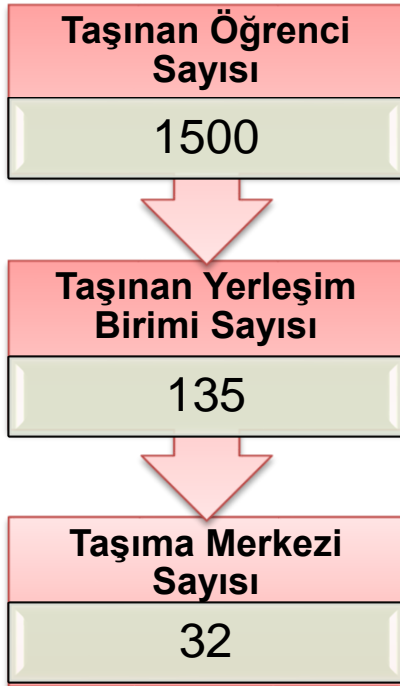 Taşınan Öğrenci
Sayısı
1500
Taşınan Yerleşim
Birimi Sayısı
135
Taşıma Merkezi
Sayısı
32